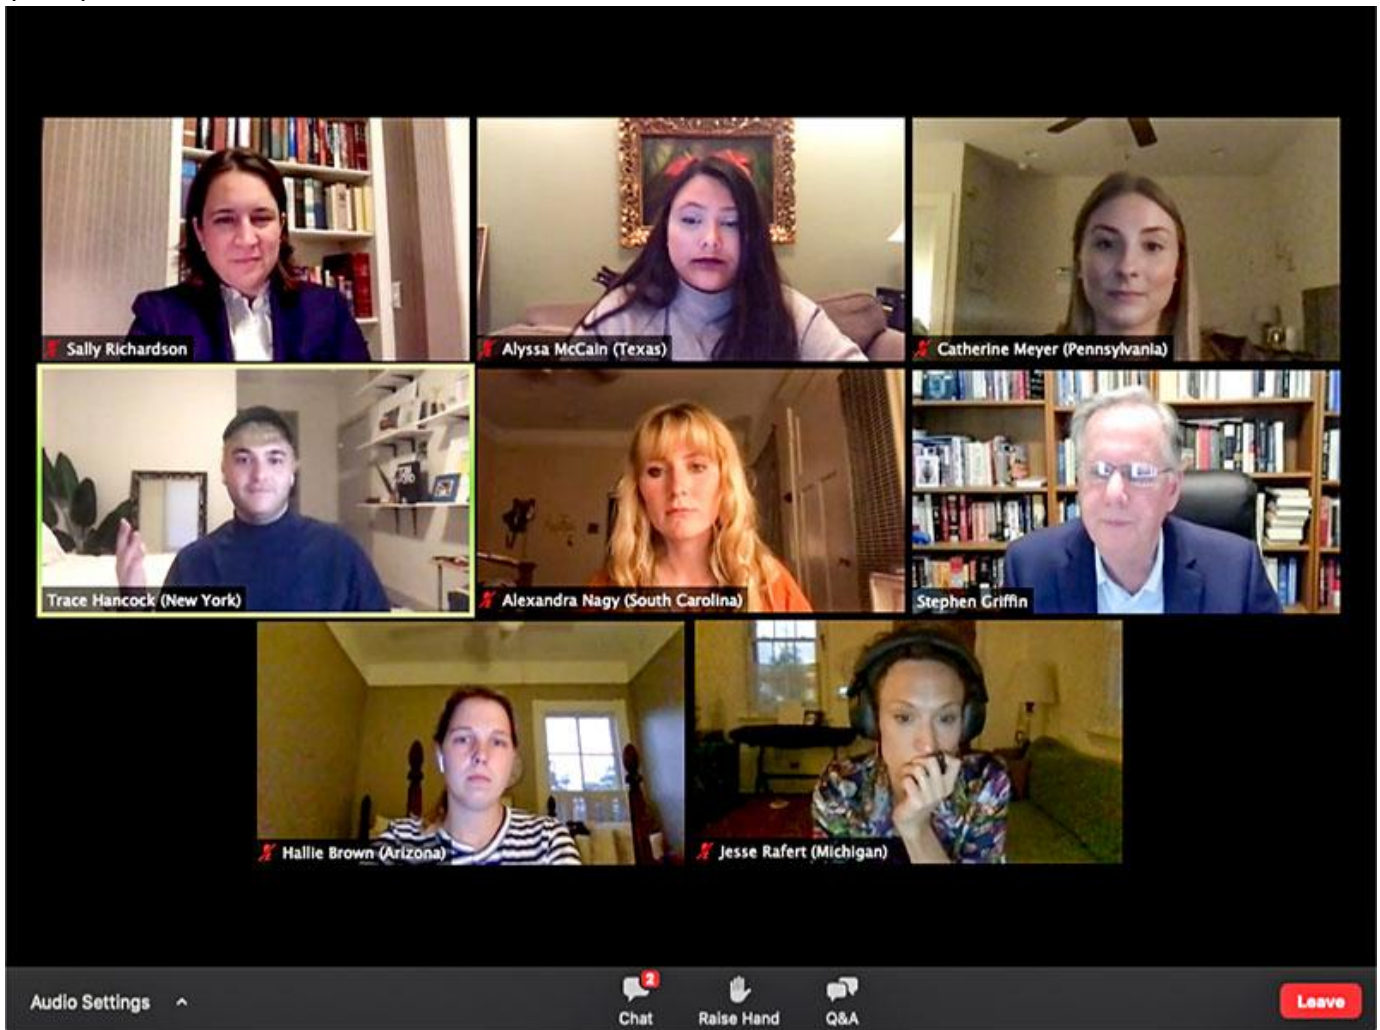 Sally Richardson
Alyssa McCain (Texas)
Catherine Meyer (Pennsylvania)
Trace Hancock (New York)
Alexandra Nagy (South Carolina)
Stephen Griffin
Hallie Brown (Arizona)
Jesse Rafert (Michigan)
Audio Settings
2
Chat
Raise Hand
Q&A
Leave